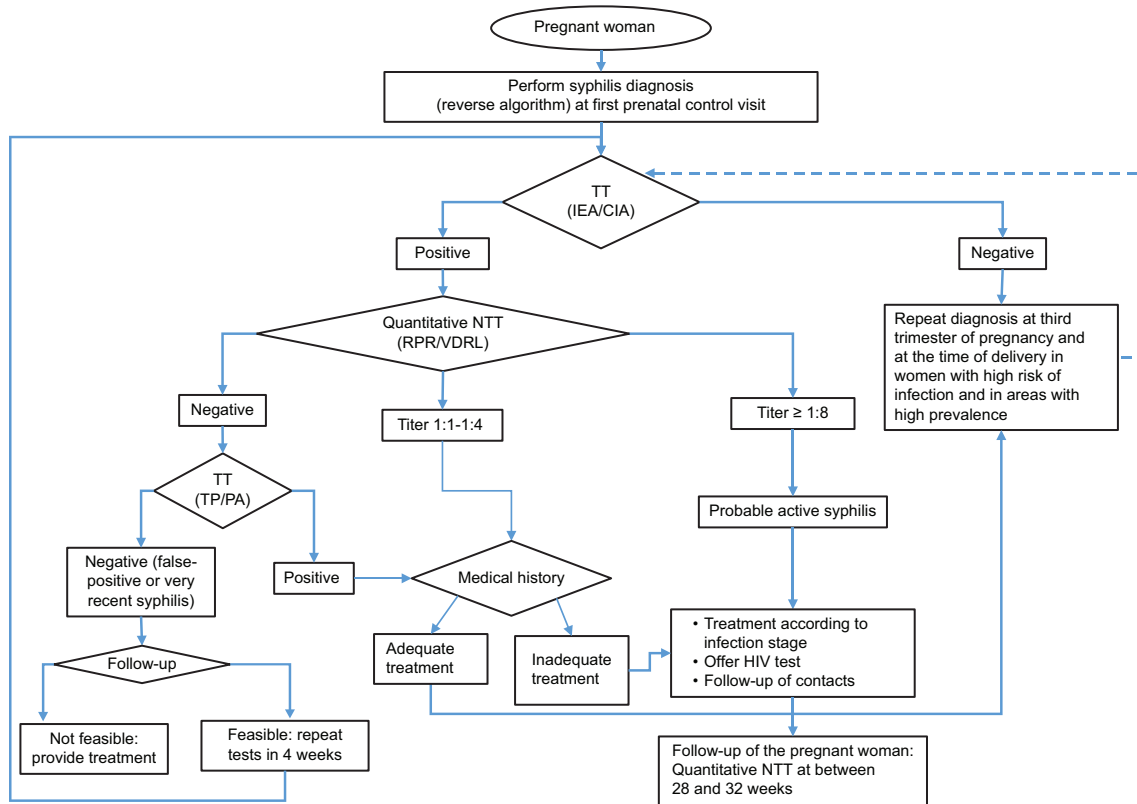 Pregnant woman
Perform syphilis diagnosis
(reverse algorithm) at first prenatal control visit
TT
(IEA/CIA)
Positive
Negative
Quantitative NTT
(RPR/VDRL)
Repeat diagnosis at third
trimester of pregnancy and
at the time of delivery in
women with high risk of
infection and in areas with
high prevalence
Negative
Titer 1:1-1:4
Titer ≥ 1:8
TT
(TP/PA)
Probable active syphilis
Negative (false-
positive or very
recent syphilis)
Positive
Medical history
• Treatment according to
infection stage
• Offer HIV test
• Follow-up of contacts
Adequate
treatment
Inadequate
treatment
Follow-up
Not feasible:
provide treatment
Feasible: repeat
tests in 4 weeks
Follow-up of the pregnant woman:
Quantitative NTT at between
28 and 32 weeks